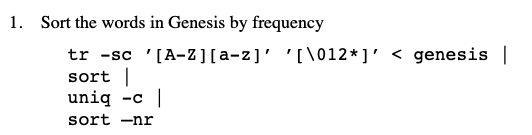 1. Sort the words in Genesis by frequency
tr -sc ’[A-Z][a-z]’ ’[\012*]’ < genesis |
sort |
uniq -c |
sort –nr